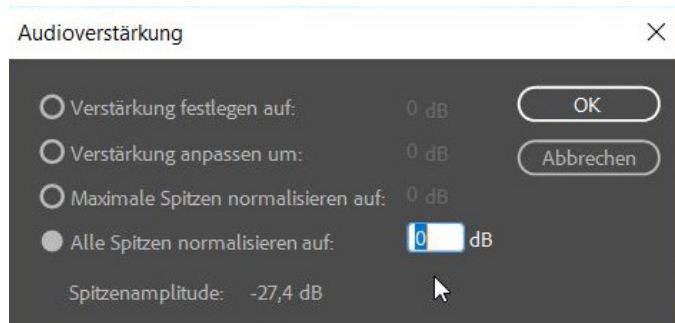 Audioverstärkung
Verstärkung festlegen auf: 0 dB OK
Verstärkung anpassen um: 0 dB Abbrechen
Maximale Spitzen normalisieren auf: 0 dB
Alle Spitzen normalisieren auf: 0 dB
Spitzenamplitude: -27,4 dB